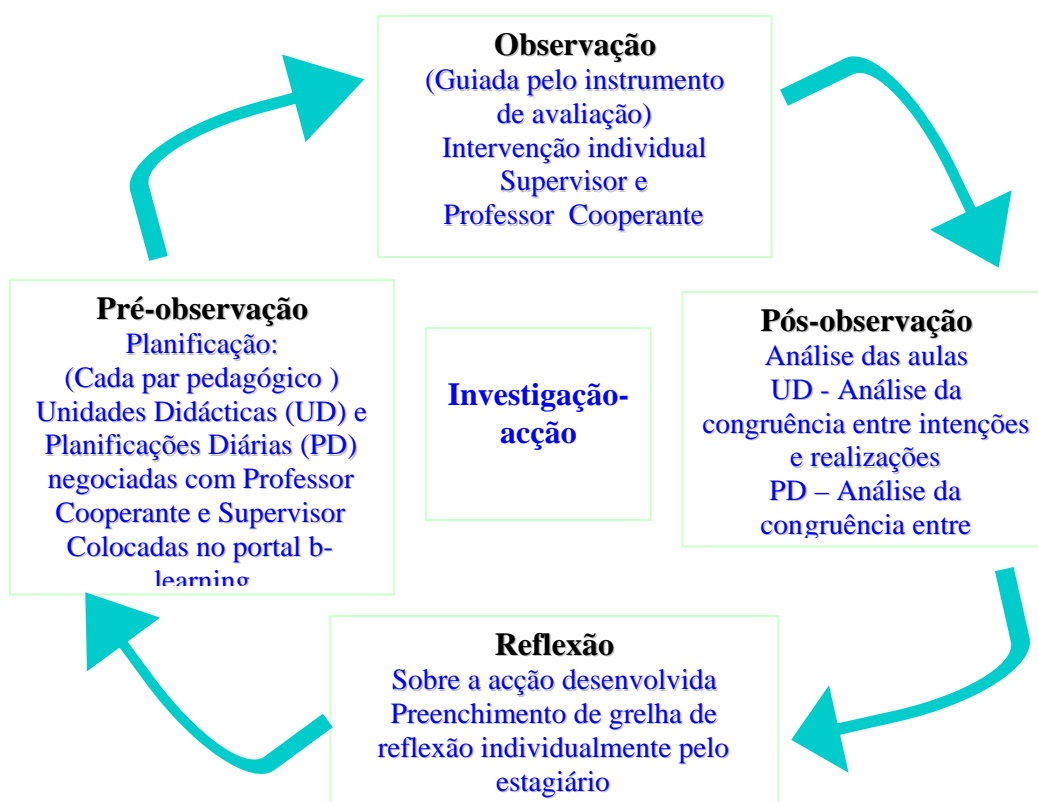 Observação
(Guiada pelo instrumento
de avaliação)
Intervenção individual
Supervisor e
Professor Cooperante
Pré-observação
Planificação:
(Cada par pedagógico )
Unidades Didácticas (UD) e
Planificações Diárias (PD)
negociadas com Professor
Cooperante e Supervisor
Colocadas no portal b-
learning
Investigação-
acção
Pós-observação
Análise das aulas
UD - Análise da
congruência entre intenções
e realizações
PD – Análise da
congruência entre
Reflexão
Sobre a acção desenvolvida
Preenchimento de grelha de
reflexão individualmente pelo
estagiário